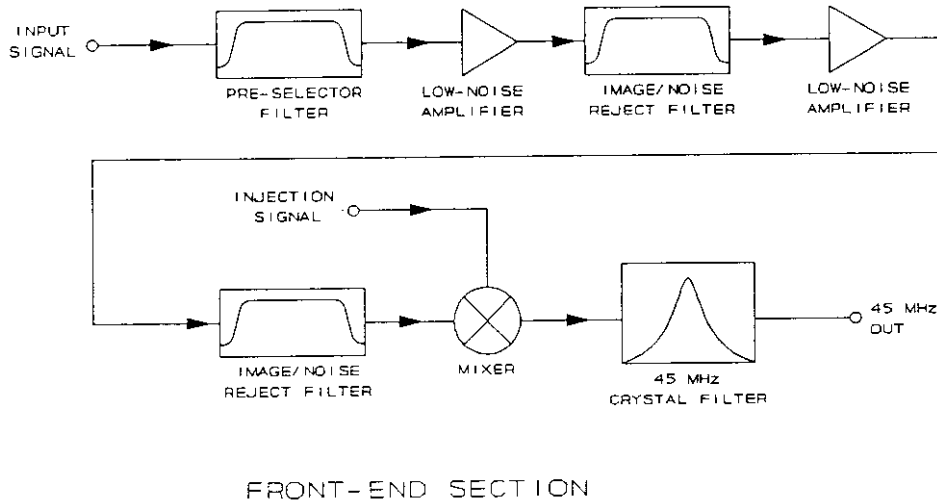 INPUT
SIGNAL
PRE-SELECTOR
FILTER
LOW-NOISE
AMPLIFIER
IMAGE/NOISE
REJECT FILTER
LOW-NOISE
AMPLIFIER
INJECTION
SIGNAL
IMAGE/NOISE
REJECT FILTER
MIXER
45 MHz
CRYSTAL FILTER
45 MHz
OUT
FRONT-END SECTION